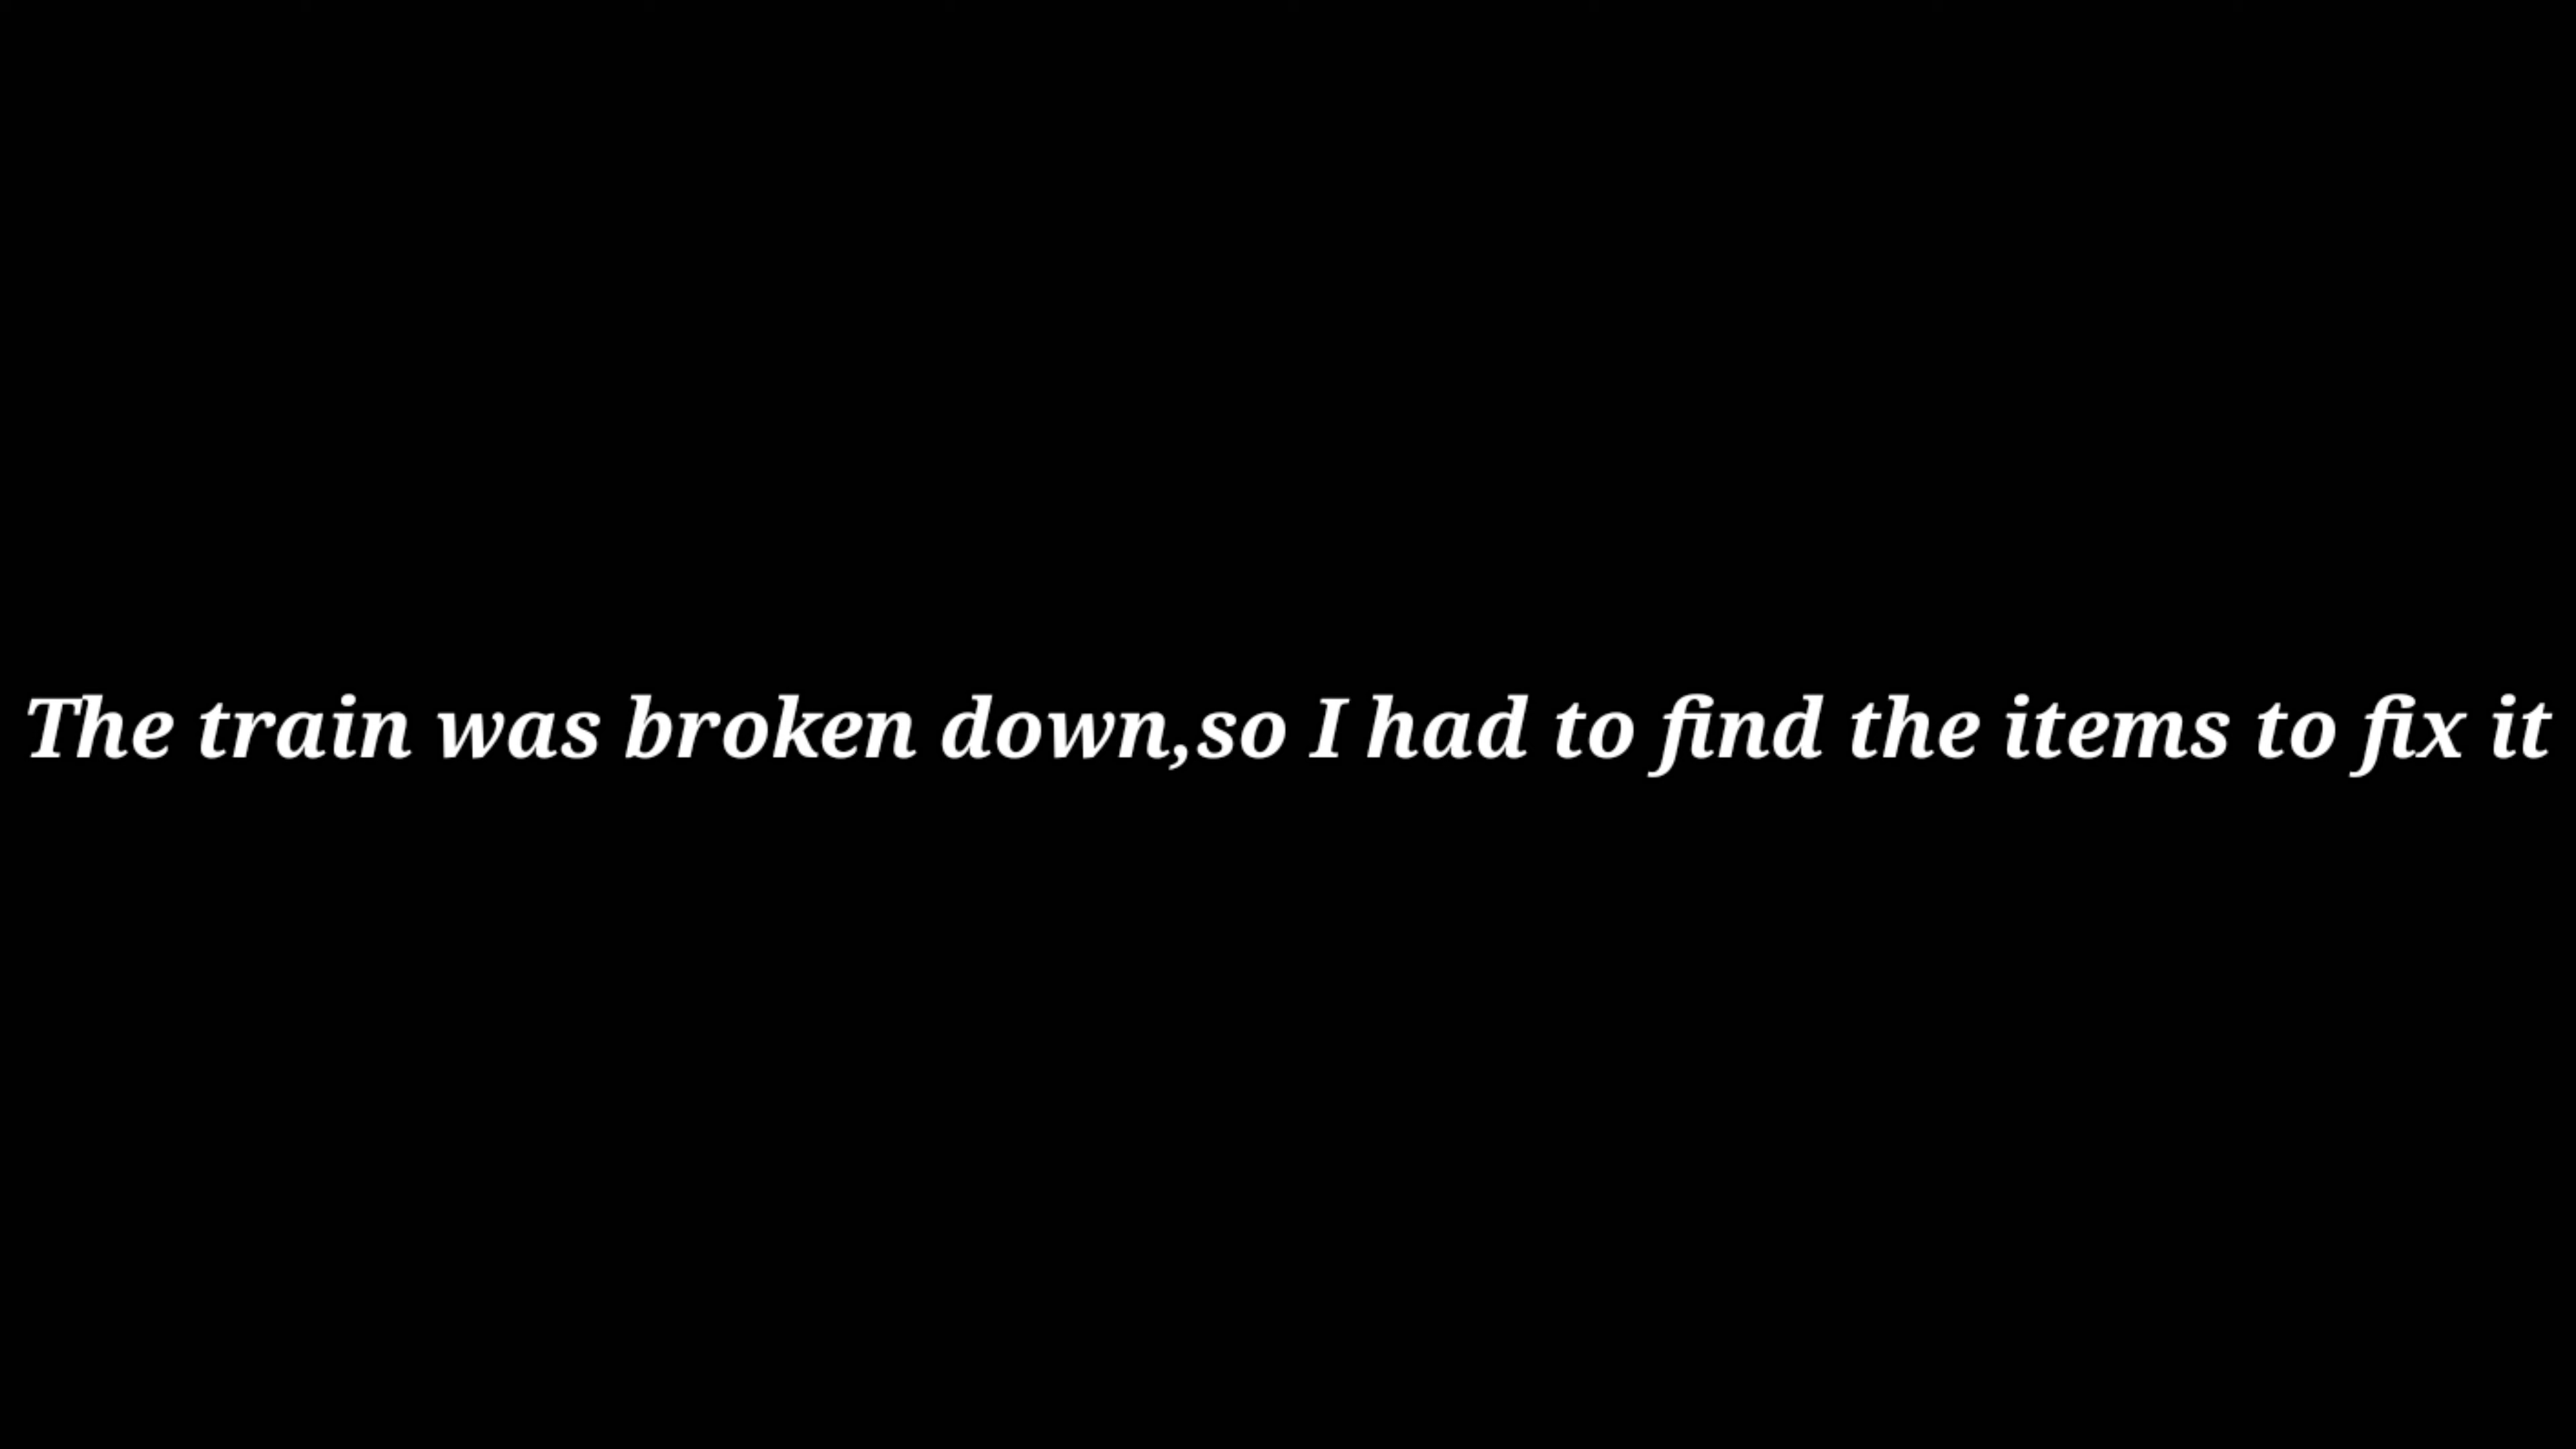 The train was broken down,so I had to find the items to fix it